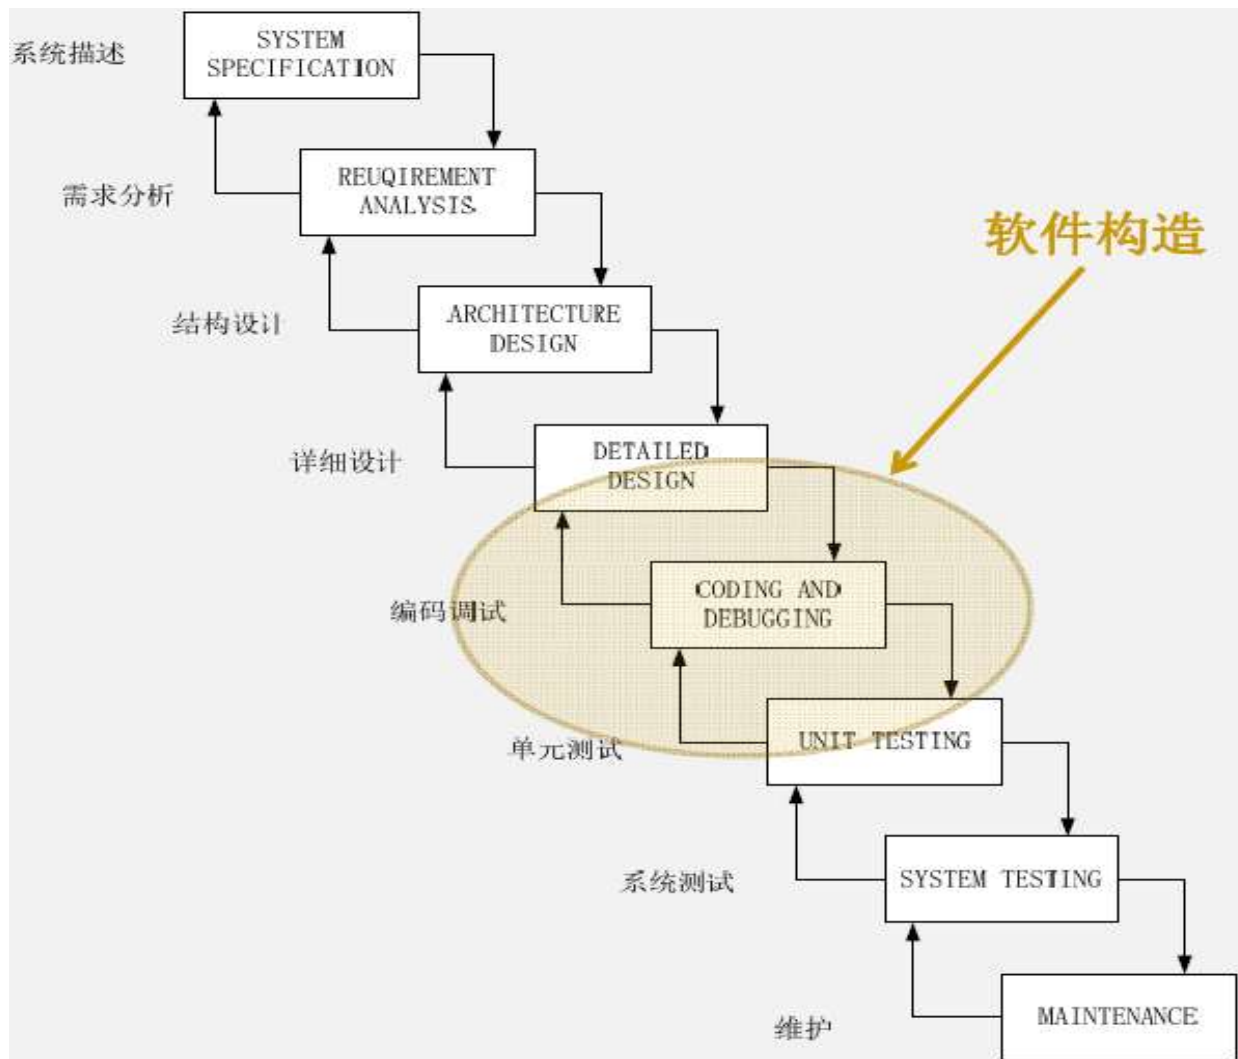 系统描述
SYSTEM
SPECIFICATION
需求分析
REUQIREMENT
ANALYSIS.
软件构造
结构设计
ARCHITECTURE
DESIGN
详细设计
DETAILED
DESIGN
编码调试
CODING AND
DEBUGGING
单元测试
UNIT TESTING
系统测试
SYSTEM TESTING
维护
MAINTENANCE